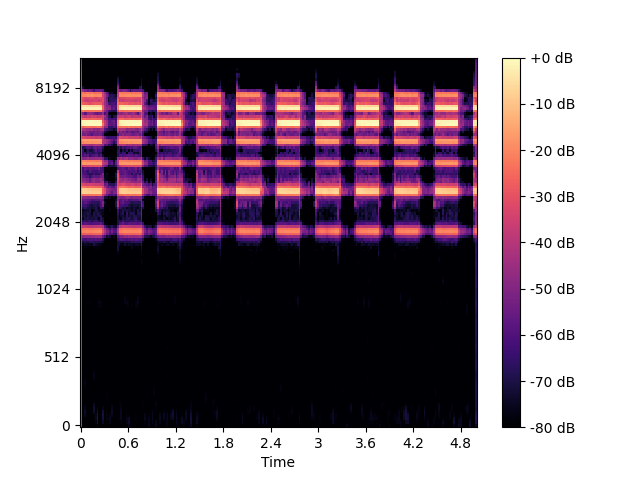 8192
4096
2048
1024
512
0
Hz
0 0.6 1.2 1.8 2.4 3 3.6 4.2 4.8
Time
+0 dB
-10 dB
-20 dB
-30 dB
-40 dB
-50 dB
-60 dB
-70 dB
-80 dB